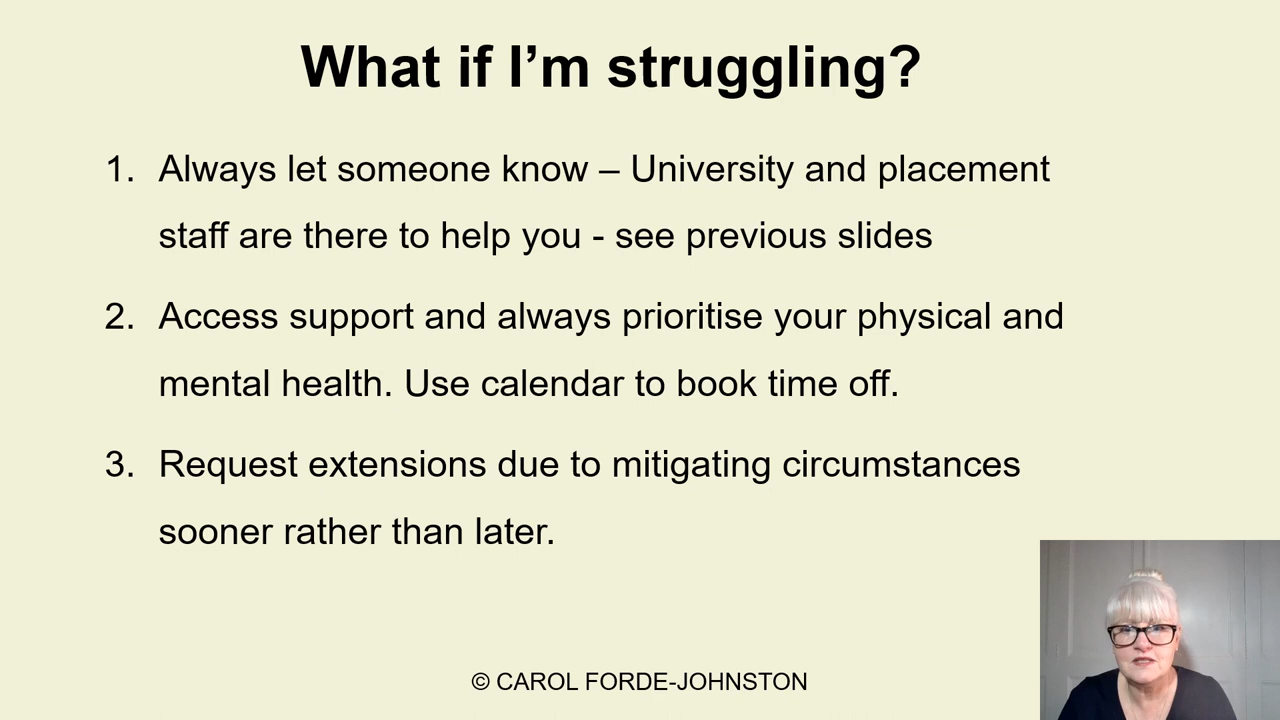 What if I’m struggling?
1. Always let someone know – University and placement
staff are there to help you - see previous slides
2. Access support and always prioritise your physical and
mental health. Use calendar to book time off.
3. Request extensions due to mitigating circumstances
sooner rather than later.
© CAROL FORDE-JOHNSTON